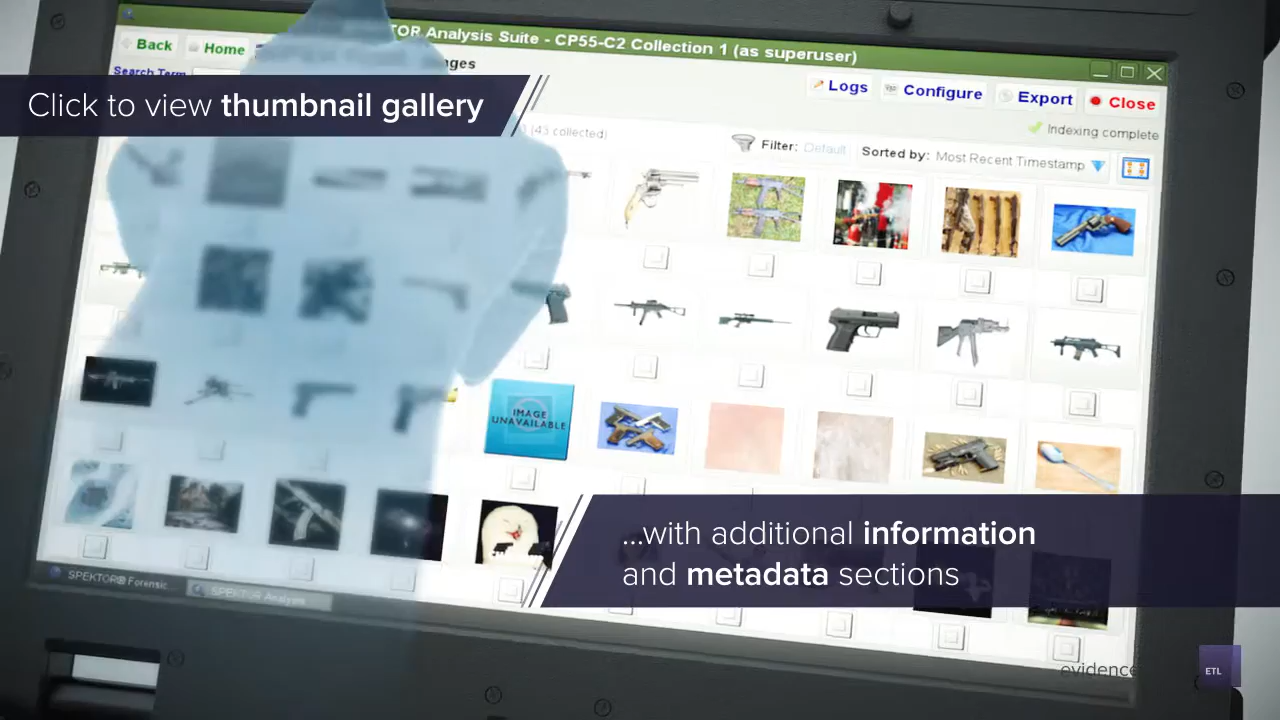 TOR Analysis Suite - CP55-C2 Collection 1 (as superuser)
Back
Home
nges
Search Term
Logs
Configure
Export
Close
Click to view thumbnail gallery
(43 collected)
Indexing complete
Filter: Default
Sorted by: Most Recent Timestamp
IMAGE
UNAVAILABLE
...with additional information
and metadata sections
SPEKTOR® Forensic
SPEKTOR Analysis
evidence
ETL